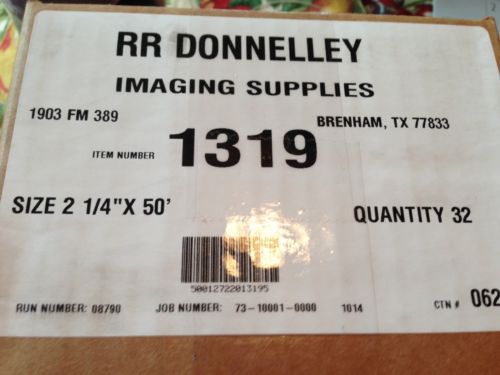 RR DONNELLEY
IMAGING SUPPLIES
1903 FM 389
BRENHAM, TX 77833
ITEM NUMBER 1319
SIZE 2 1/4"X 50'
QUANTITY 32
50012722013195
RUN NUMBER: 08790 JOB NUMBER: 73-10001-0000 1014 CTN # 062